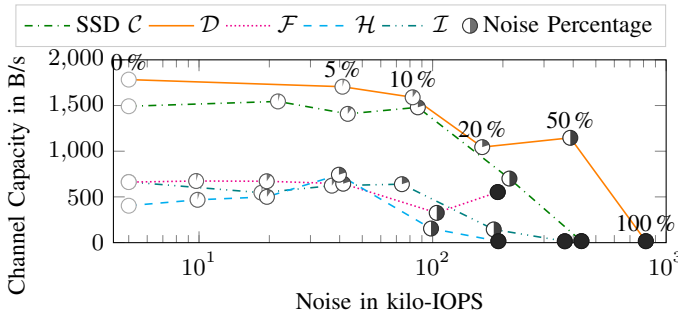 SSD 𝒞 𝒟 ℱ ℋ ℐ Noise Percentage
2,000
1,500
1,000
500
0
Channel Capacity in B/s
0 %
5 %
10 %
20 %
50 %
100 %
10¹ 10² 10³
Noise in kilo-IOPS